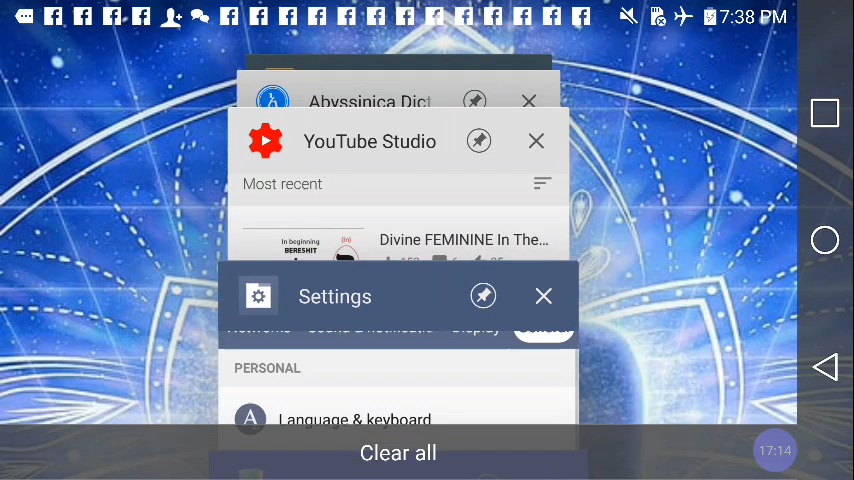 7:38 PM
Abyssinica Dict
YouTube Studio
Most recent
In beginning
(In)
BERESHIT
Divine FEMININE In The...
Settings
PERSONAL
A
Language & keyboard
Clear all
17:14